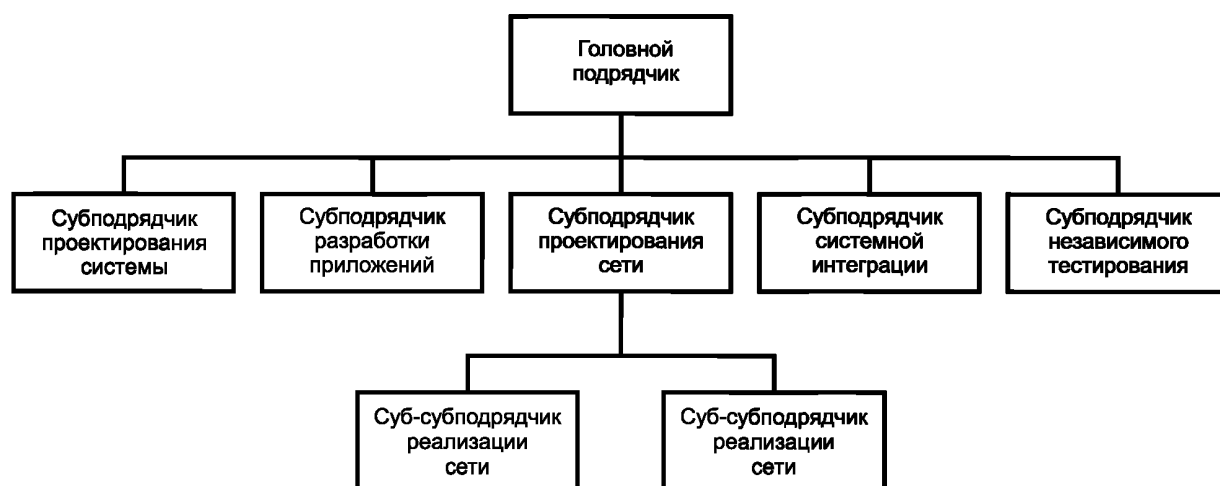 Головной
подрядчик
Субподрядчик
проектирования
системы
Субподрядчик
разработки
приложений
Субподрядчик
проектирования
сети
Субподрядчик
системной
интеграции
Субподрядчик
независимого
тестирования
Суб-субподрядчик
реализации
сети
Суб-субподрядчик
реализации
сети